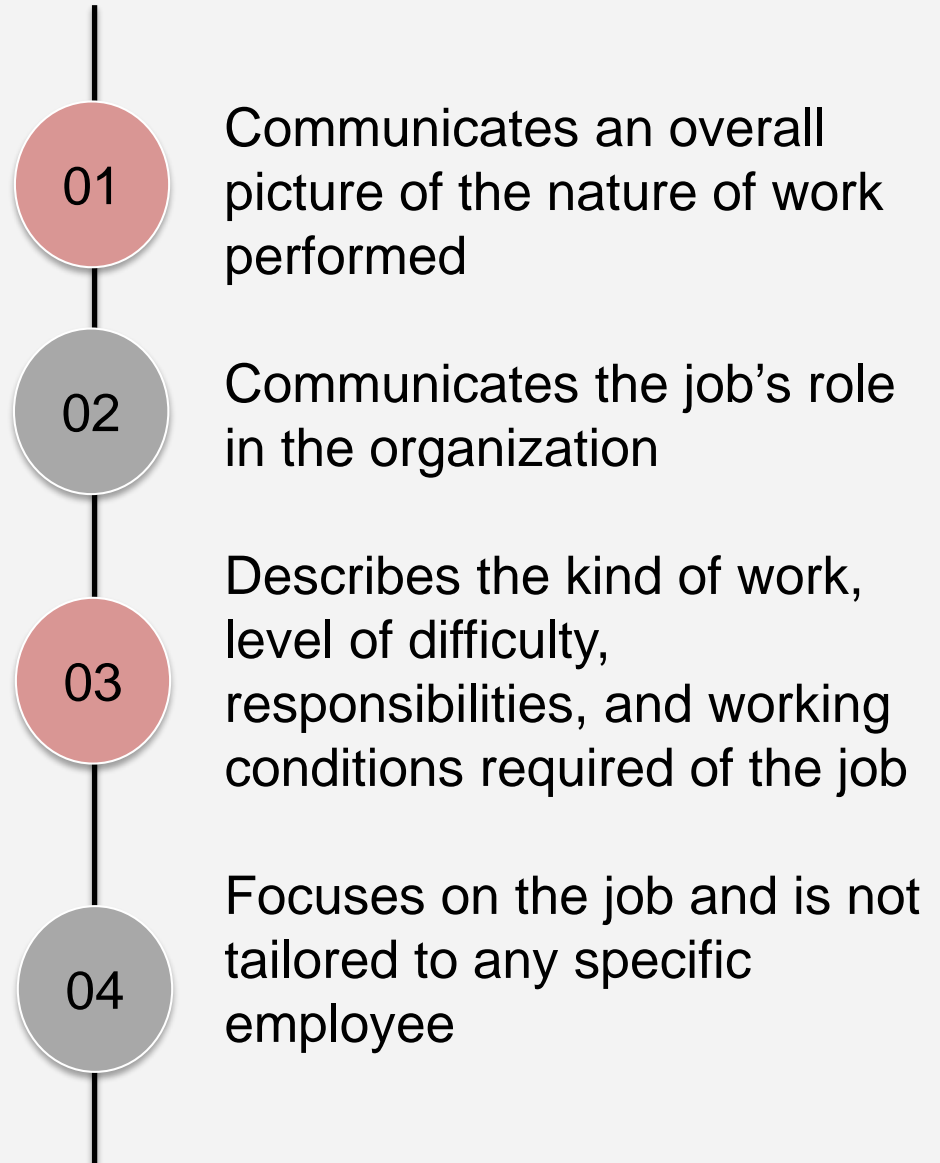 01
Communicates an overall
picture of the nature of work
performed
02
Communicates the job’s role
in the organization
03
Describes the kind of work,
level of difficulty,
responsibilities, and working
conditions required of the job
04
Focuses on the job and is not
tailored to any specific
employee